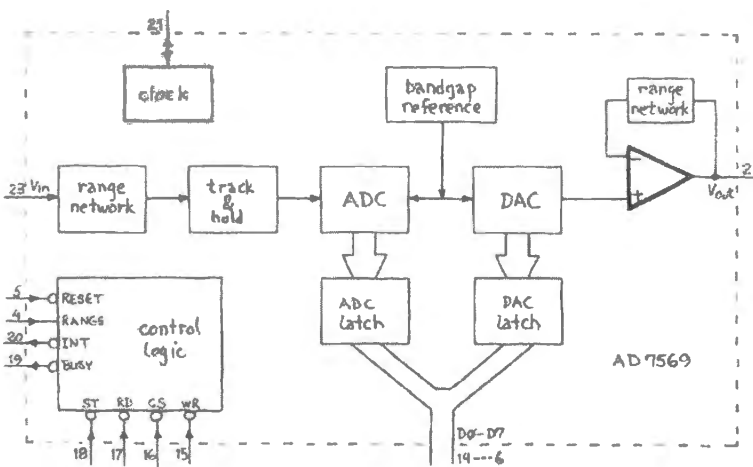 21
clock
bandgap
reference
range
network
23 Vin
range
network
track
&
hold
ADC
DAC
Vout
2
ADC
latch
DAC
latch
5
RESET
4
RANGE
20
INT
19
BUSY
control
logic
ST RD CS WR
18 17 16 15
AD7569
D0-D7
14---6